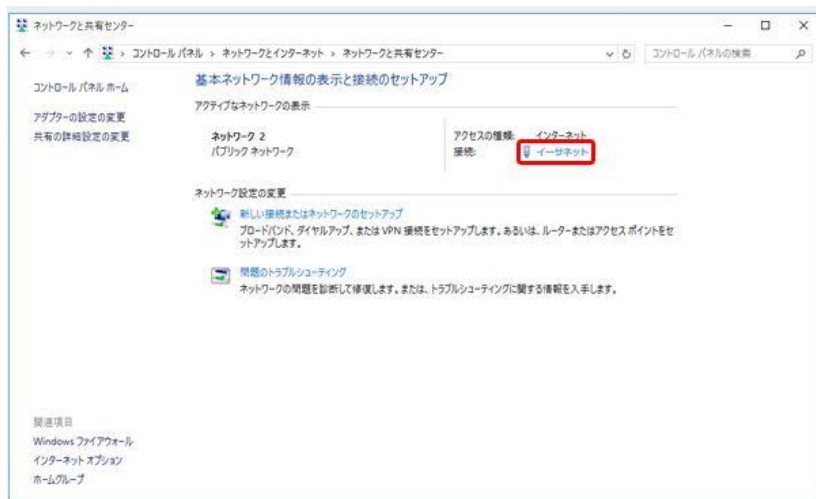 ネットワークと共有センター
コントロール パネル › ネットワークとインターネット › ネットワークと共有センター
コントロール パネルの検索
コントロール パネル ホーム
アダプターの設定の変更
共有の詳細設定の変更
基本ネットワーク情報の表示と接続のセットアップ
アクティブなネットワークの表示
ネットワーク 2
パブリック ネットワーク
アクセスの種類: インターネット
接続: イーサネット
ネットワーク設定の変更
新しい接続またはネットワークのセットアップ
ブロードバンド、ダイヤルアップ、または VPN 接続をセットアップします。あるいは、ルーターまたはアクセス ポイントをセ
ットアップします。
問題のトラブルシューティング
ネットワークの問題を診断して修復します。または、トラブルシューティングに関する情報を入手します。
関連項目
Windows ファイアウォール
インターネット オプション
ホームグループ